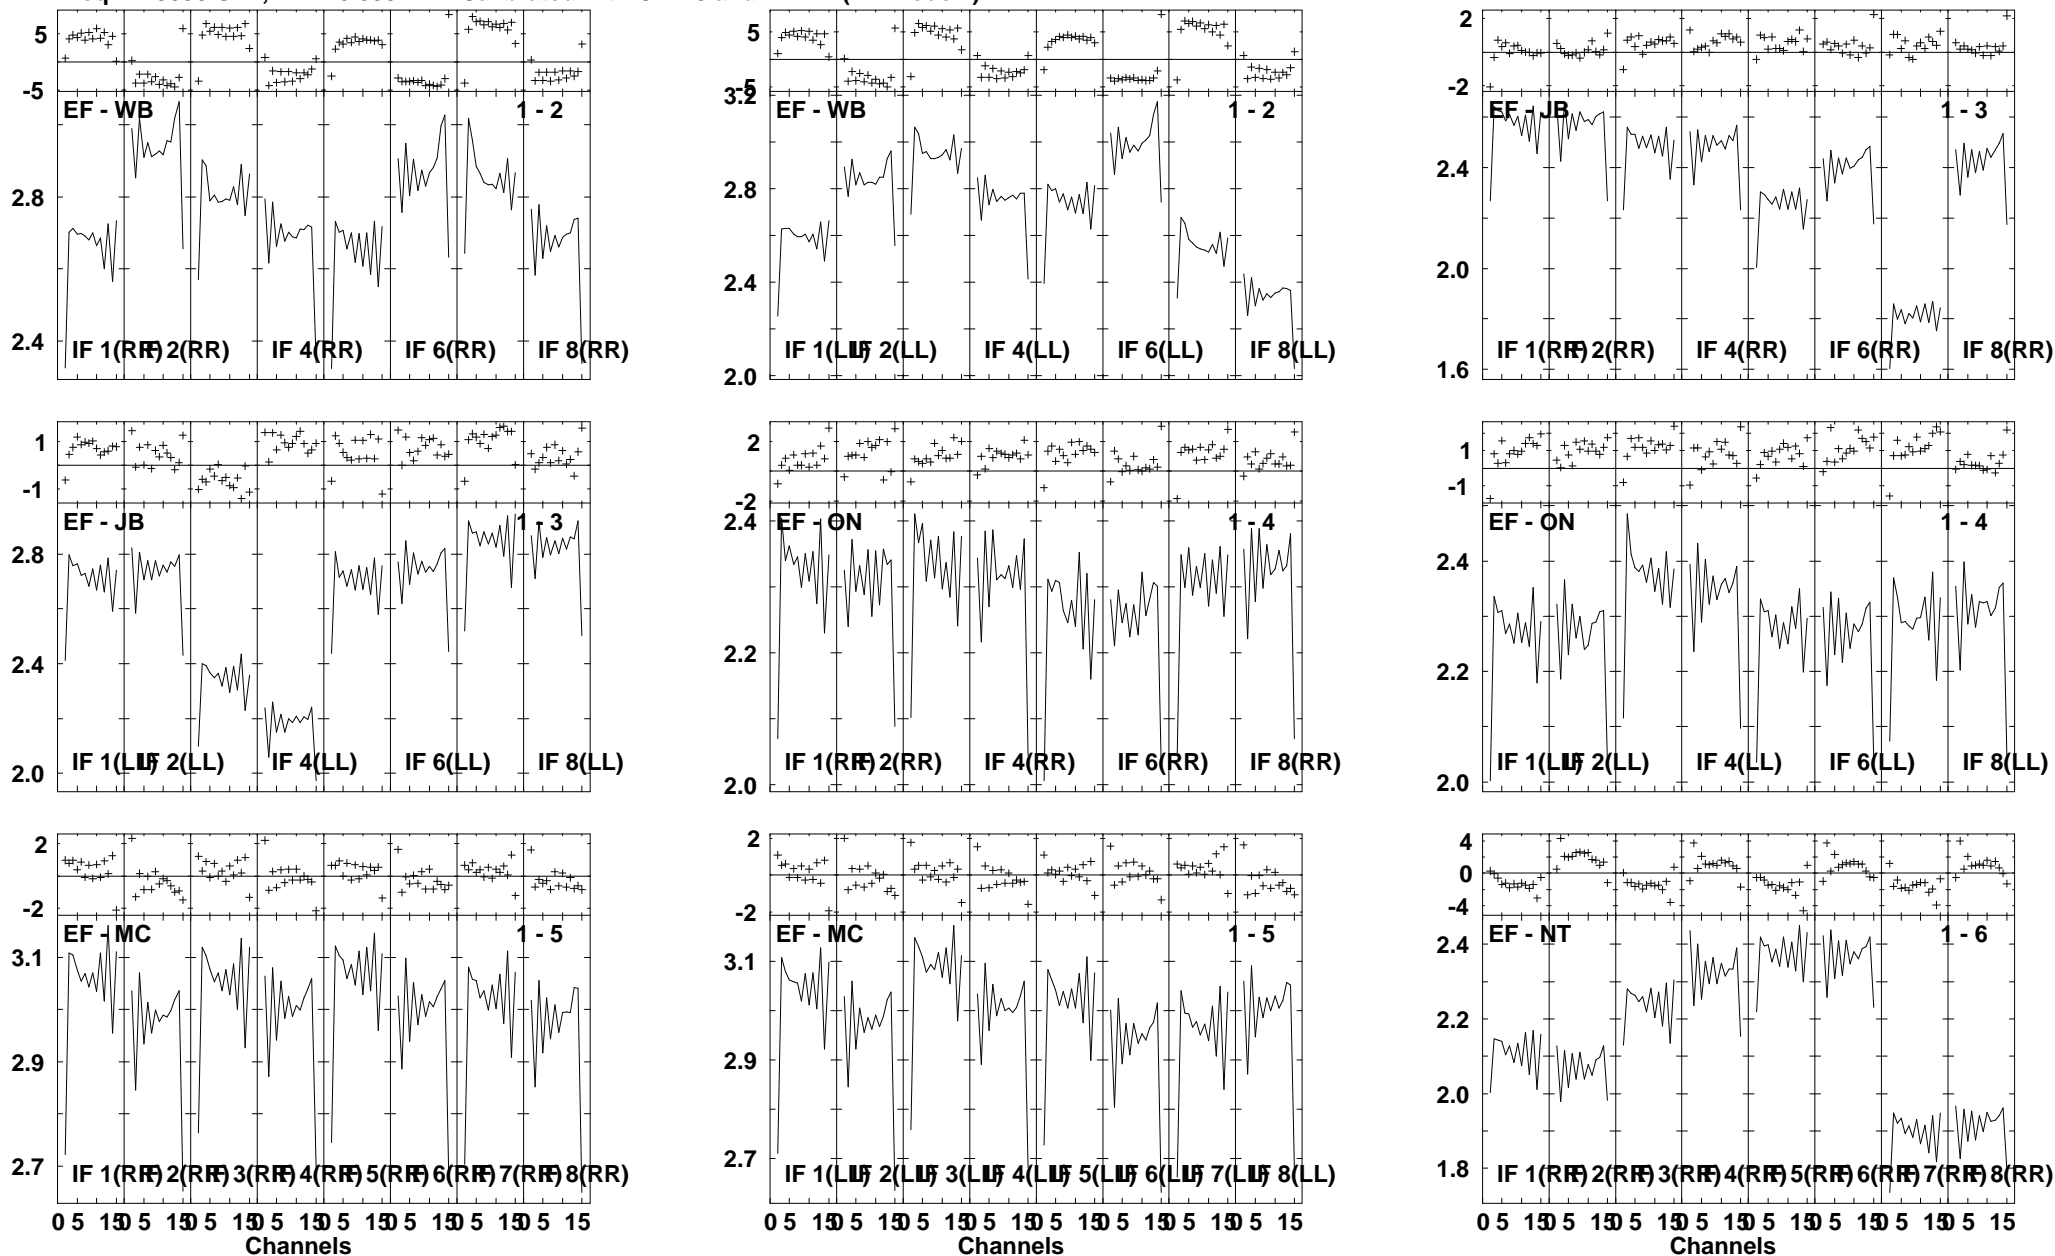 5
-5
EF - WB 1 - 2
2.8
2.4
IF 1(RR) IF 2(RR) IF 4(RR) IF 6(RR) IF 8(RR)
5
-5
3.2
EF - WB 1 - 2
2.8
2.4
2.0
IF 1(LL) IF 2(LL) IF 4(LL) IF 6(LL) IF 8(LL)
2
-2
EF - JB 1 - 3
2.4
2.0
1.6
IF 1(RR) IF 2(RR) IF 4(RR) IF 6(RR) IF 8(RR)
1
-1
EF - JB 1 - 3
2.8
2.4
2.0
IF 1(LL) IF 2(LL) IF 4(LL) IF 6(LL) IF 8(LL)
2
-2
2.4
EF - ON 1 - 4
2.2
2.0
IF 1(RR) IF 2(RR) IF 4(RR) IF 6(RR) IF 8(RR)
1
-1
EF - ON 1 - 4
2.4
2.2
2.0
IF 1(LL) IF 2(LL) IF 4(LL) IF 6(LL) IF 8(LL)
2
-2
EF - MC 1 - 5
3.1
2.9
2.7
IF 1(RR) IF 2(RR) IF 3(RR) IF 4(RR) IF 5(RR) IF 6(RR) IF 7(RR) IF 8(RR)
0 5 15 0 5 15 0 5 15 0 5 15 0 5 15 0 5 15 0 5 15 0 5 15
Channels
2
-2
EF - MC 1 - 5
3.1
2.9
2.7
IF 1(LL) IF 2(LL) IF 3(LL) IF 4(LL) IF 5(LL) IF 6(LL) IF 7(LL) IF 8(LL)
0 5 15 0 5 15 0 5 15 0 5 15 0 5 15 0 5 15 0 5 15 0 5 15
Channels
4
0
-4
EF - NT 1 - 6
2.4
2.2
2.0
1.8
IF 1(RR) IF 2(RR) IF 3(RR) IF 4(RR) IF 5(RR) IF 6(RR) IF 7(RR) IF 8(RR)
0 5 15 0 5 15 0 5 15 0 5 15 0 5 15 0 5 15 0 5 15 0 5 15
Channels